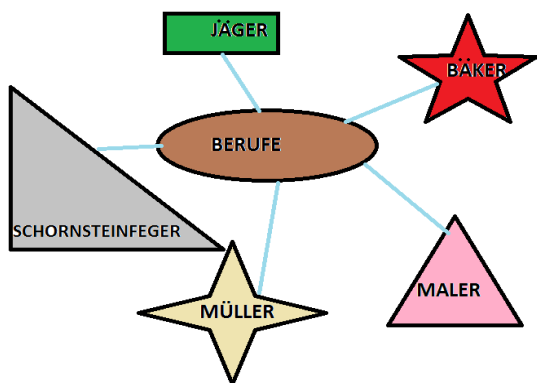 JÄGER
BÄKER
BERUFE
SCHORNSTEINFEGER
MALER
MÜLLER